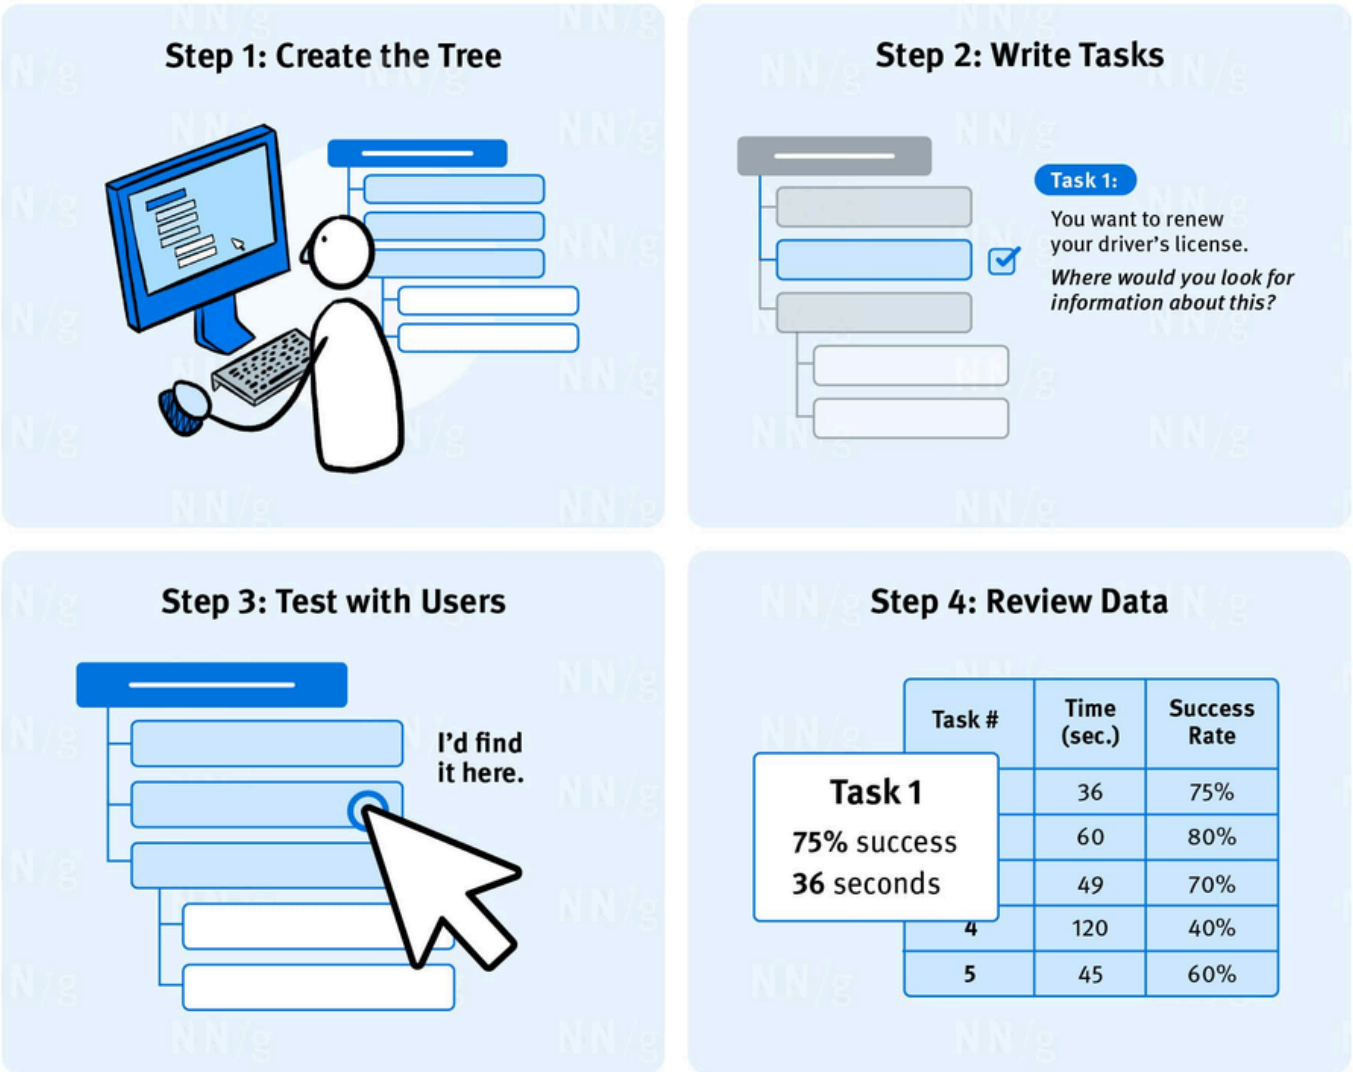 Step 1: Create the Tree
Step 2: Write Tasks
Task 1:
You want to renew
your driver's license.
Where would you look for
information about this?
Step 3: Test with Users
I'd find
it here.
Step 4: Review Data
Task # Time (sec.) Success Rate
Task 1
75% success
36 seconds
36 75%
60 80%
49 70%
4 120 40%
5 45 60%
NN/g